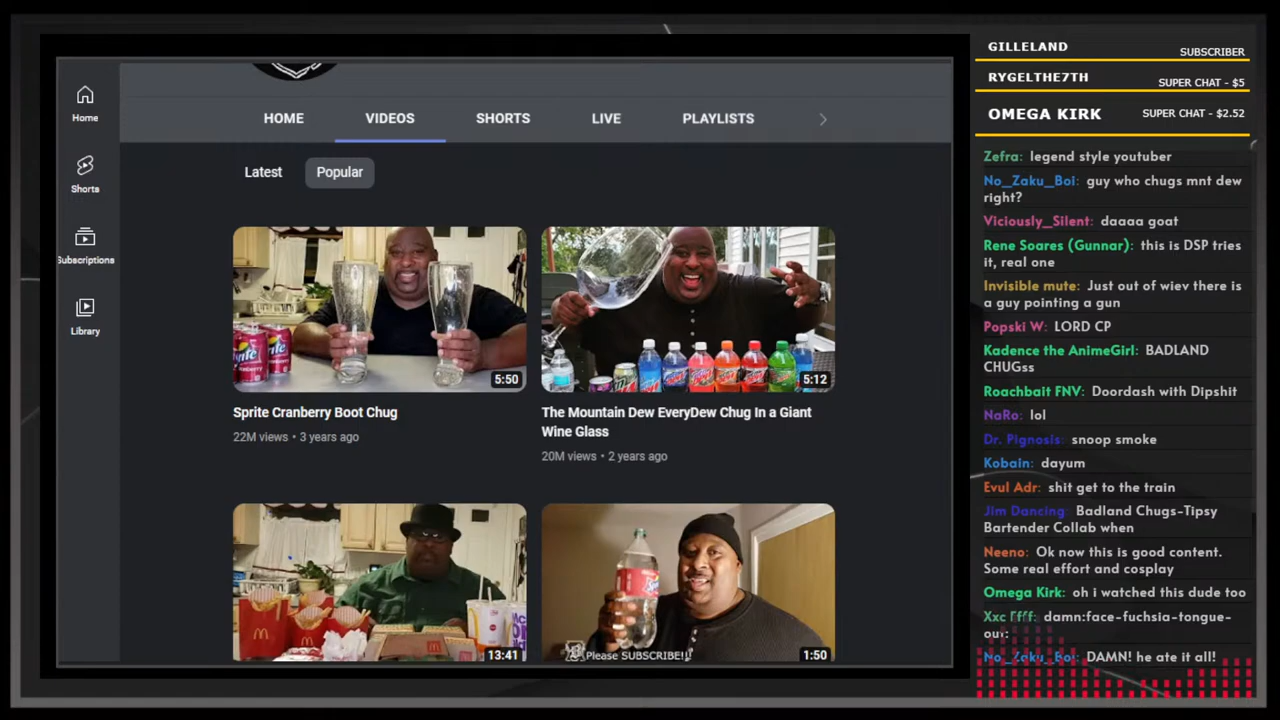 Home
Shorts
Subscriptions
Library
HOME
VIDEOS
SHORTS
LIVE
PLAYLISTS
Latest
Popular
5:50
Sprite Cranberry Boot Chug
22M views • 3 years ago
5:12
The Mountain Dew EveryDew Chug In a Giant
Wine Glass
20M views • 2 years ago
13:41
Please SUBSCRIBE!!
1:50
GILLELAND
SUBSCRIBER
RYGELTHE7TH
SUPER CHAT - $5
OMEGA KIRK
SUPER CHAT - $2.52
Zefra: legend style youtuber
No_Zaku_Boi: guy who chugs mnt dew
right?
Viciously_Silent: daaaa goat
Rene Soares (Gunnar): this is DSP tries
it, real one
Invisible mute: Just out of wiev there is
a guy pointing a gun
Popski W: LORD CP
Kadence the AnimeGirl: BADLAND
CHUGss
Roachbait FNV: Doordash with Dipshit
NaRo: lol
Dr. Pignosis: snoop smoke
Kobain: dayum
Evul Adr: shit get to the train
Jim Dancing: Badland Chugs-Tipsy
Bartender Collab when
Neeno: Ok now this is good content.
Some real effort and cosplay
Omega Kirk: oh i watched this dude too
Xxc ffff: damn:face-fuchsia-tongue-
out:
No_Zaku_Boi: DAMN! he ate it all!